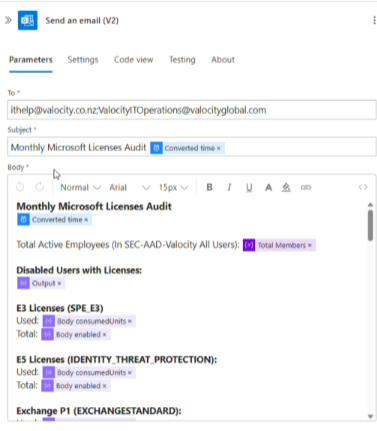 Send an email (V2)
Parameters Settings Code view Testing About
To *
ithelp@valocity.co.nz;ValocityITOperations@valocityglobal.com
Subject *
Monthly Microsoft Licenses Audit Converted time ×
Body *
Normal Arial 15px B I U A
Monthly Microsoft Licenses Audit
Converted time ×
Total Active Employees (In SEC-AAD-Valocity All Users): Total Members ×
Disabled Users with Licenses:
Output ×
E3 Licenses (SPE_E3)
Used: Body consumedUnits ×
Total: Body enabled ×
E5 Licenses (IDENTITY_THREAT_PROTECTION):
Used: Body consumedUnits ×
Total: Body enabled ×
Exchange P1 (EXCHANGESTANDARD):